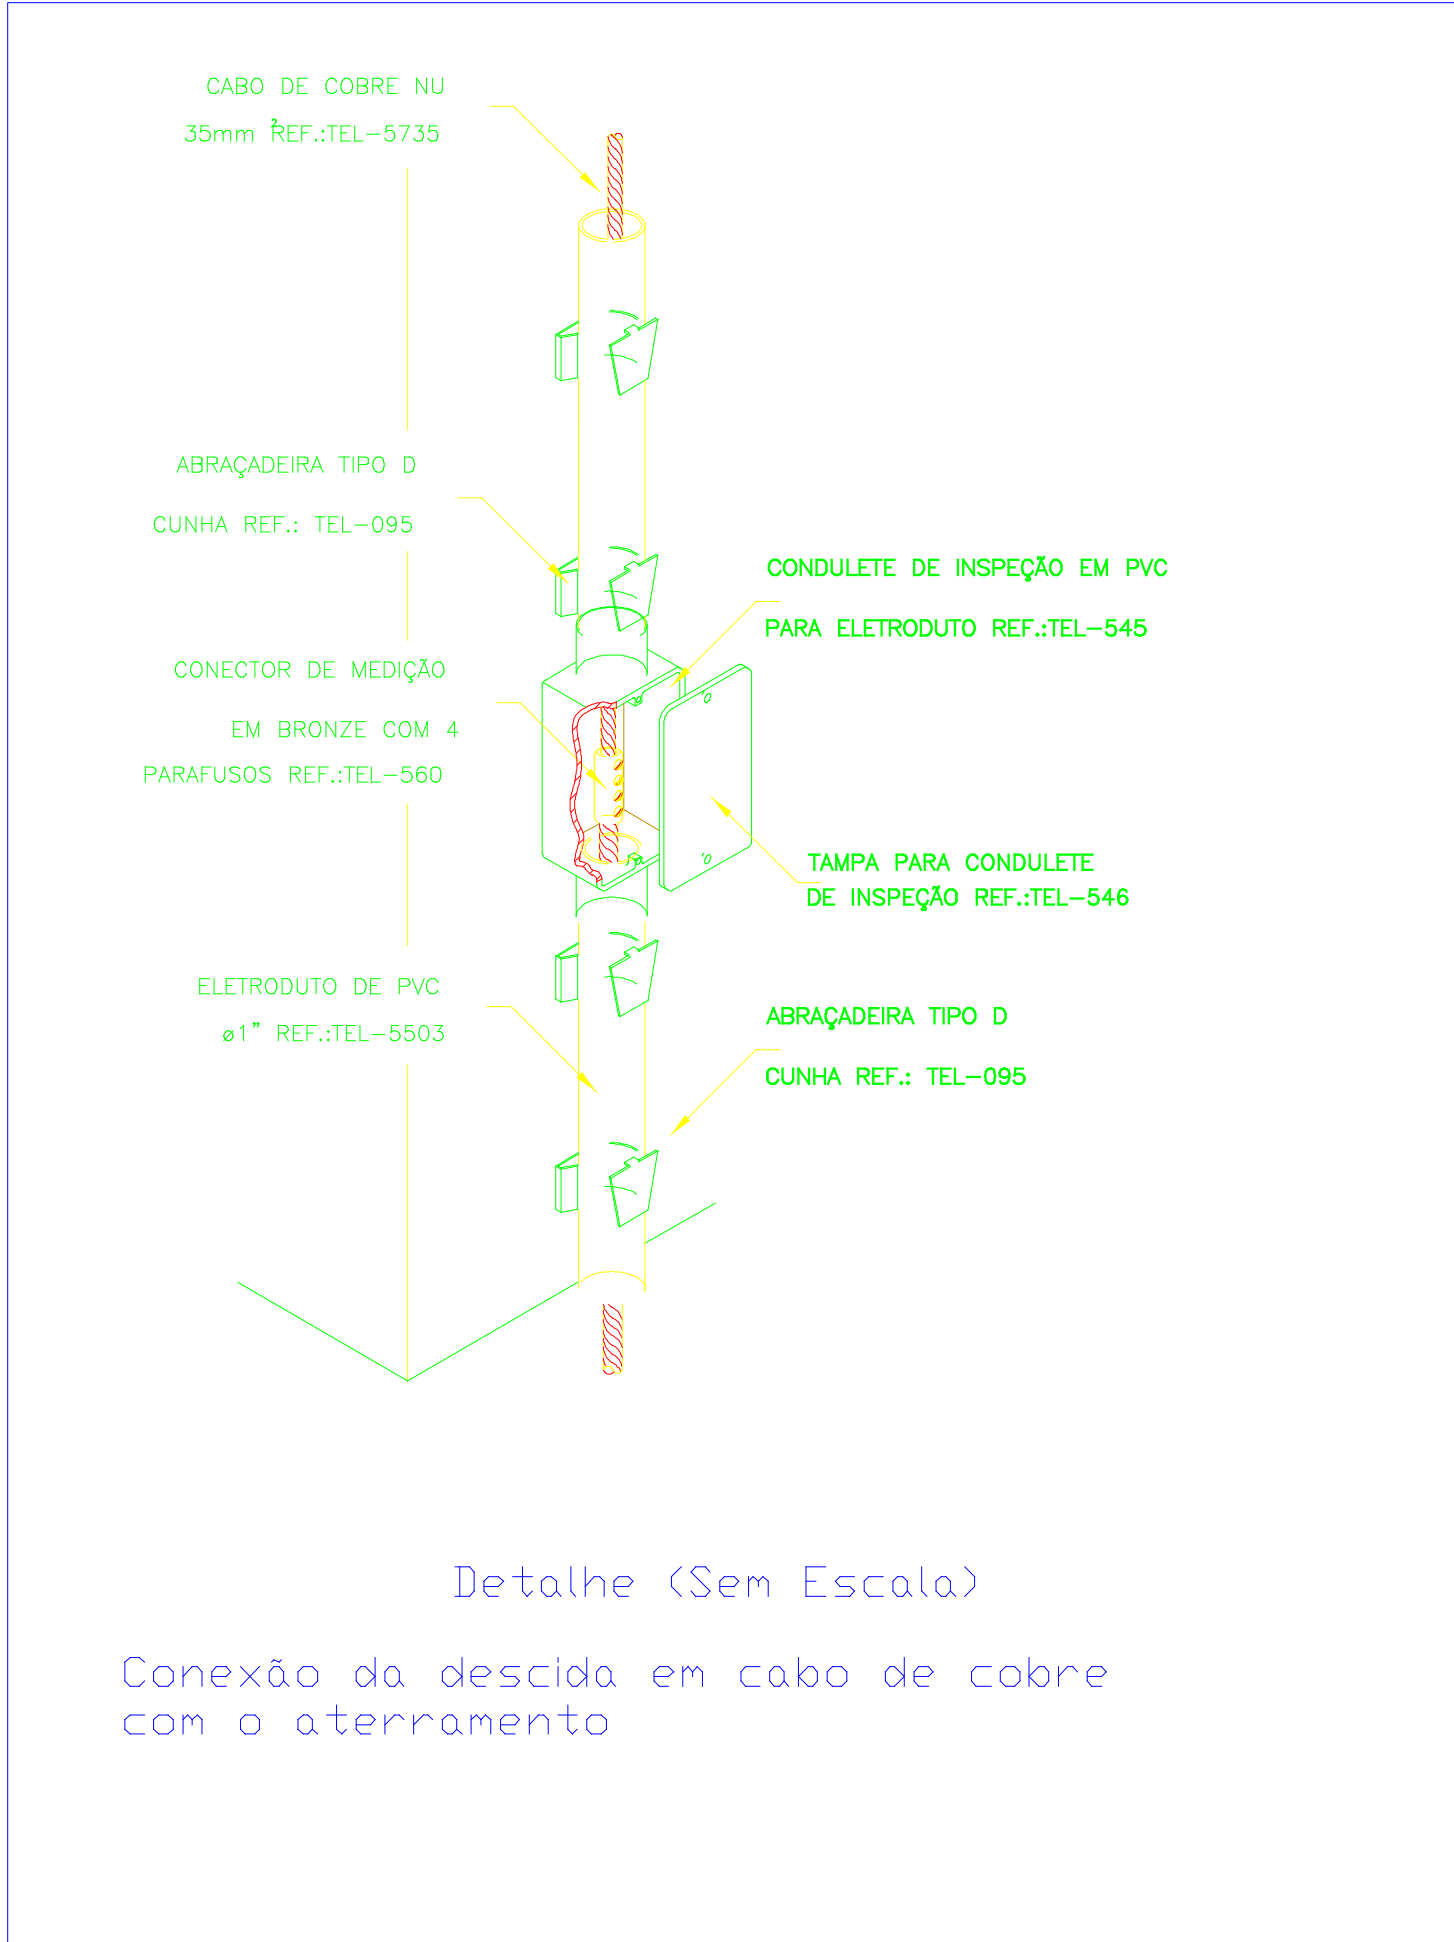 CABO DE COBRE NU
35mm² REF.:TEL-5735
ABRAÇADEIRA TIPO D
CUNHA REF.: TEL-095
CONDULETE DE INSPEÇÃO EM PVC
PARA ELETRODUTO REF.:TEL-545
CONECTOR DE MEDIÇÃO
EM BRONZE COM 4
PARAFUSOS REF.:TEL-560
TAMPA PARA CONDULETE
DE INSPEÇÃO REF.:TEL-546
ELETRODUTO DE PVC
ø1" REF.:TEL-5503
ABRAÇADEIRA TIPO D
CUNHA REF.: TEL-095
Detalhe (Sem Escala)
Conexão da descida em cabo de cobre
com o aterramento